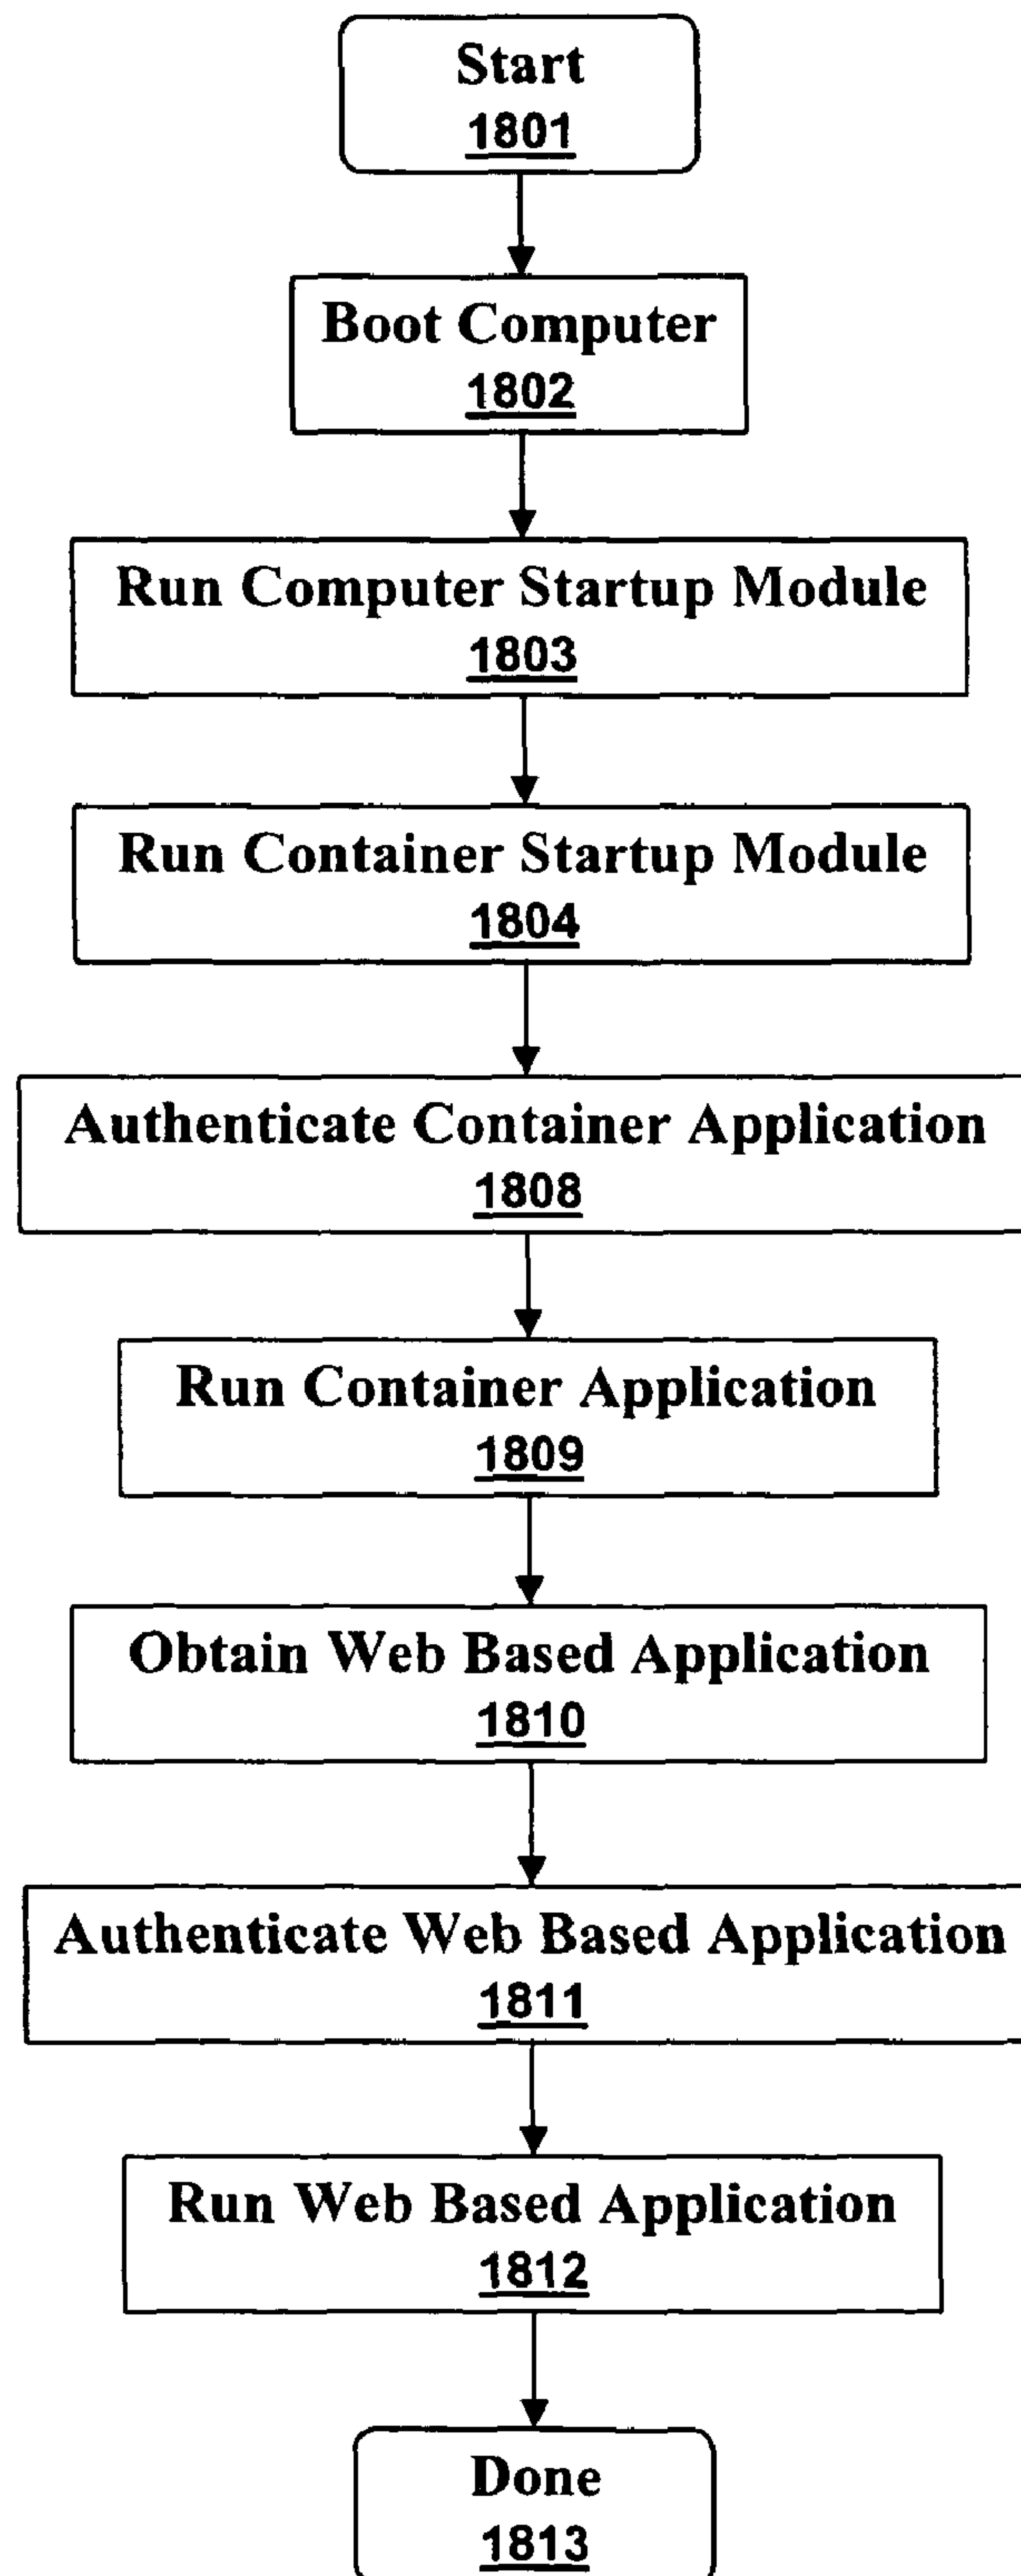 Start
1801
Boot Computer
1802
Run Computer Startup Module
1803
Run Container Startup Module
1804
Authenticate Container Application
1808
Run Container Application
1809
Obtain Web Based Application
1810
Authenticate Web Based Application
1811
Run Web Based Application
1812
Done
1813